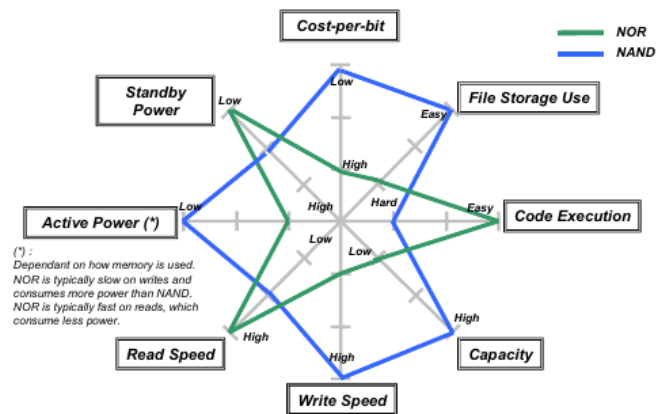 Cost-per-bit
NOR
NAND
Standby
Power
Low
Low
File Storage Use
Easy
High
Easy
Active Power (*)
Low
High
Hard
Code Execution
Low
Low
(*) :
Dependant on how memory is used.
NOR is typically slow on writes and
consumes more power than NAND.
NOR is typically fast on reads, which
consume less power.
High
High
High
Read Speed
Capacity
Write Speed